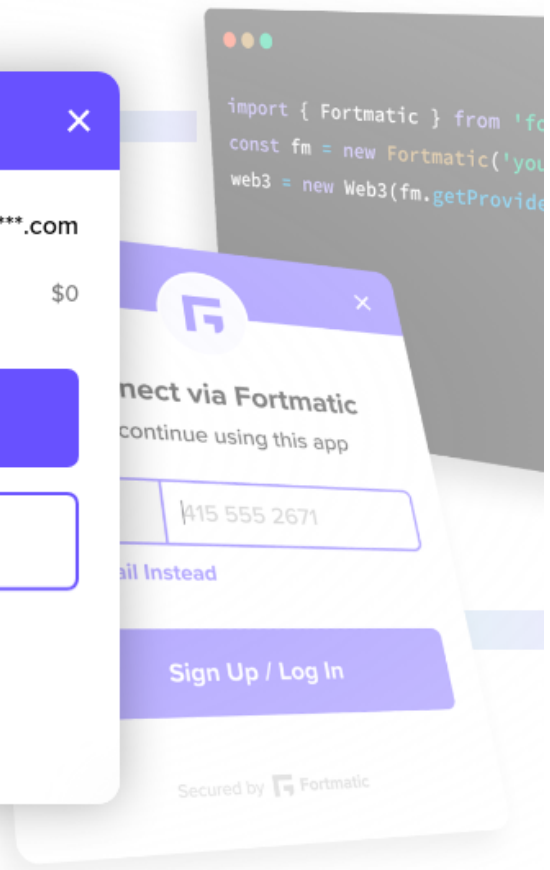 import { Fortmatic } from 'fo
const fm = new Fortmatic('you
web3 = new Web3(fm.getProvide
***.com
$0
nect via Fortmatic
continue using this app
415 555 2671
ail Instead
Sign Up / Log In
Secured by Fortmatic